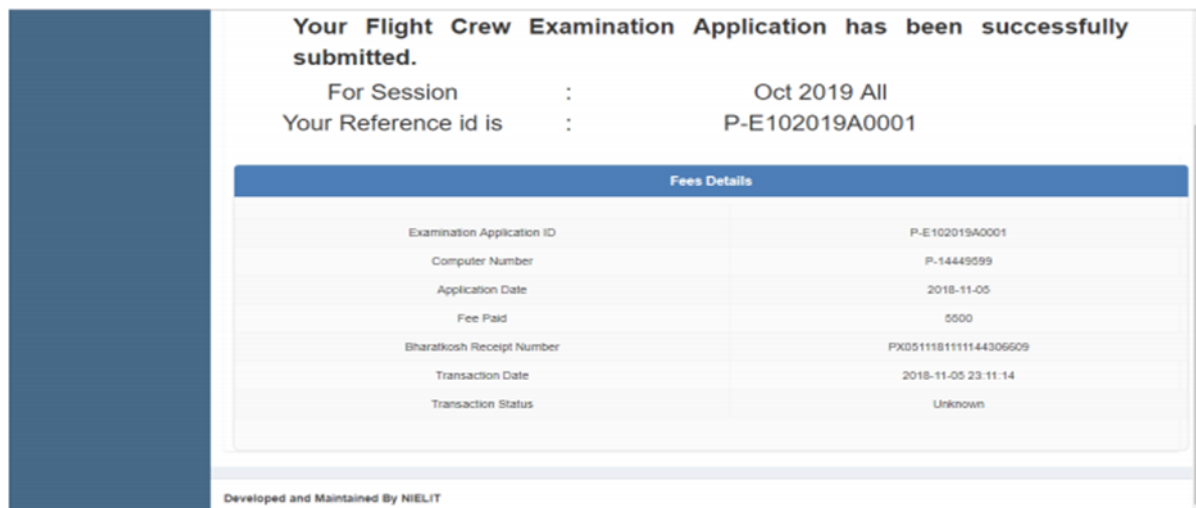 Your Flight Crew Examination Application has been successfully
submitted.
For Session : Oct 2019 All
Your Reference id is : P-E102019A0001
Fees Details
Examination Application ID P-E102019A0001
Computer Number P-14449599
Application Date 2018-11-05
Fee Paid 5500
Bharatkosh Receipt Number PX0511181111144306609
Transaction Date 2018-11-05 23:11:14
Transaction Status Unknown
Developed and Maintained By NIELIT